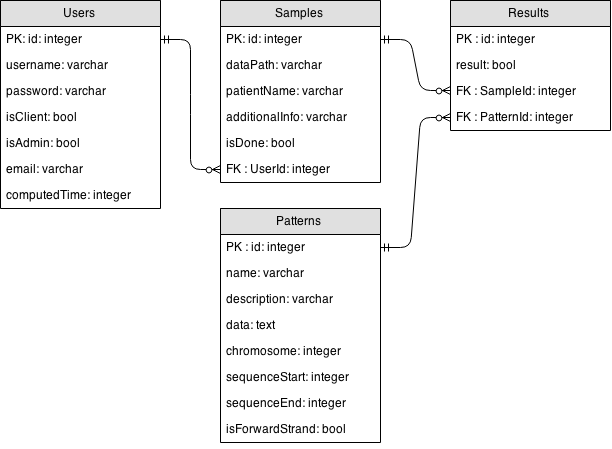 Users
PK: id: integer
username: varchar
password: varchar
isClient: bool
isAdmin: bool
email: varchar
computedTime: integer
Samples
PK: id: integer
dataPath: varchar
patientName: varchar
additionalInfo: varchar
isDone: bool
FK : UserId: integer
Results
PK : id: integer
result: bool
FK : SampleId: integer
FK : PatternId: integer
Patterns
PK : id: integer
name: varchar
description: varchar
data: text
chromosome: integer
sequenceStart: integer
sequenceEnd: integer
isForwardStrand: bool